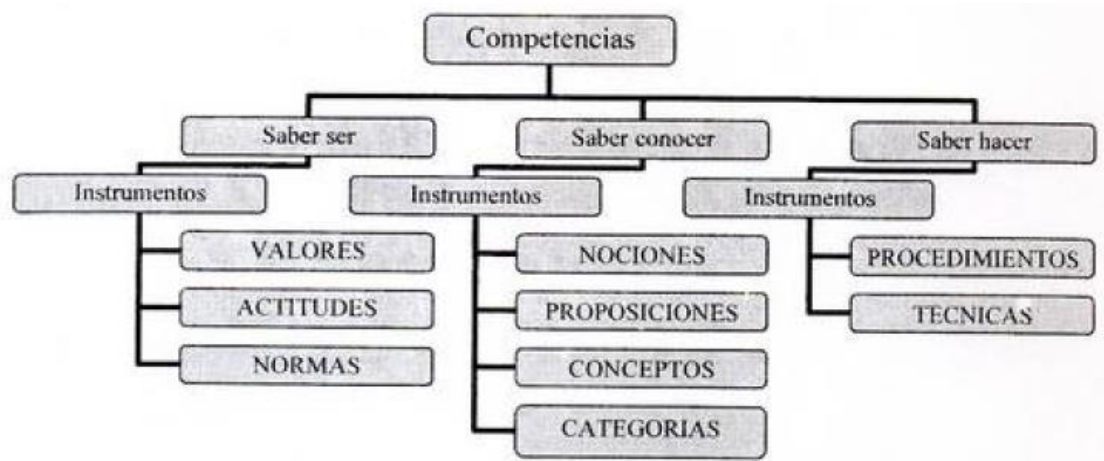 Competencias
Saber ser
Saber conocer
Saber hacer
Instrumentos
Instrumentos
Instrumentos
VALORES
NOCIONES
PROCEDIMIENTOS
ACTITUDES
PROPOSICIONES
TECNICAS
NORMAS
CONCEPTOS
CATEGORIAS